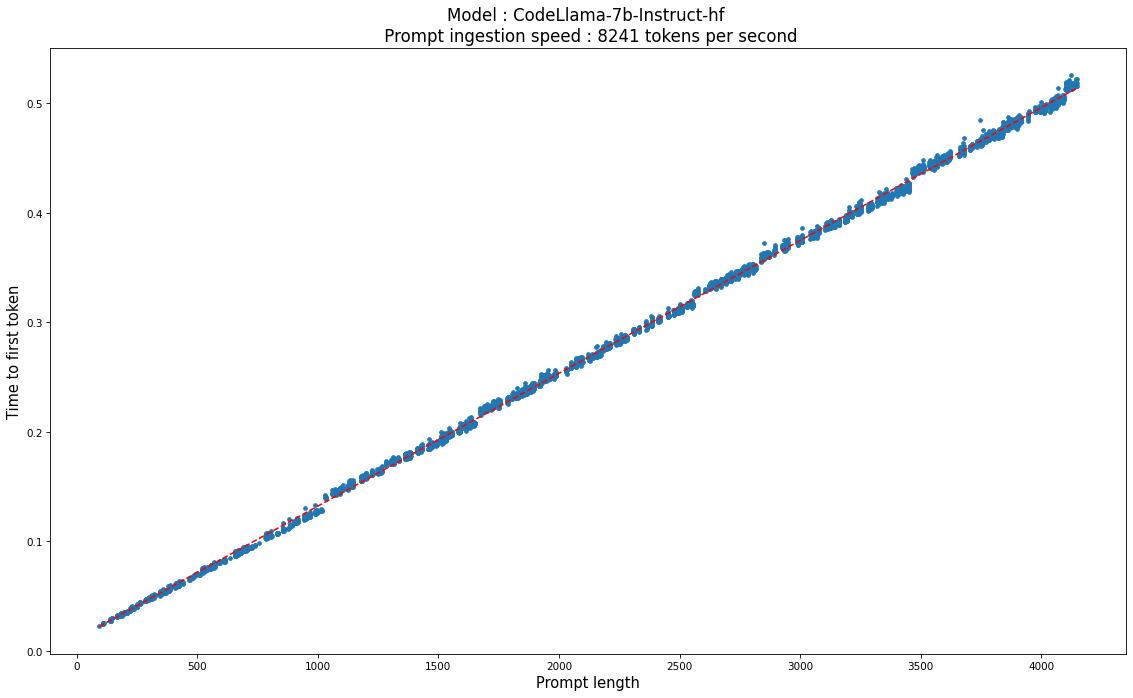 Model : CodeLlama-7b-Instruct-hf
Prompt ingestion speed : 8241 tokens per second
Time to first token
0.5
0.4
0.3
0.2
0.1
0.0
0 500 1000 1500 2000 2500 3000 3500 4000
Prompt length